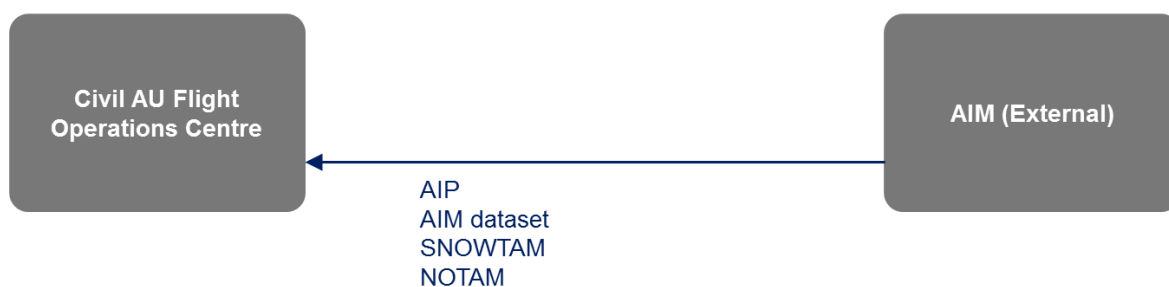 Civil AU Flight
Operations Centre
AIM (External)
AIP
AIM dataset
SNOWTAM
NOTAM